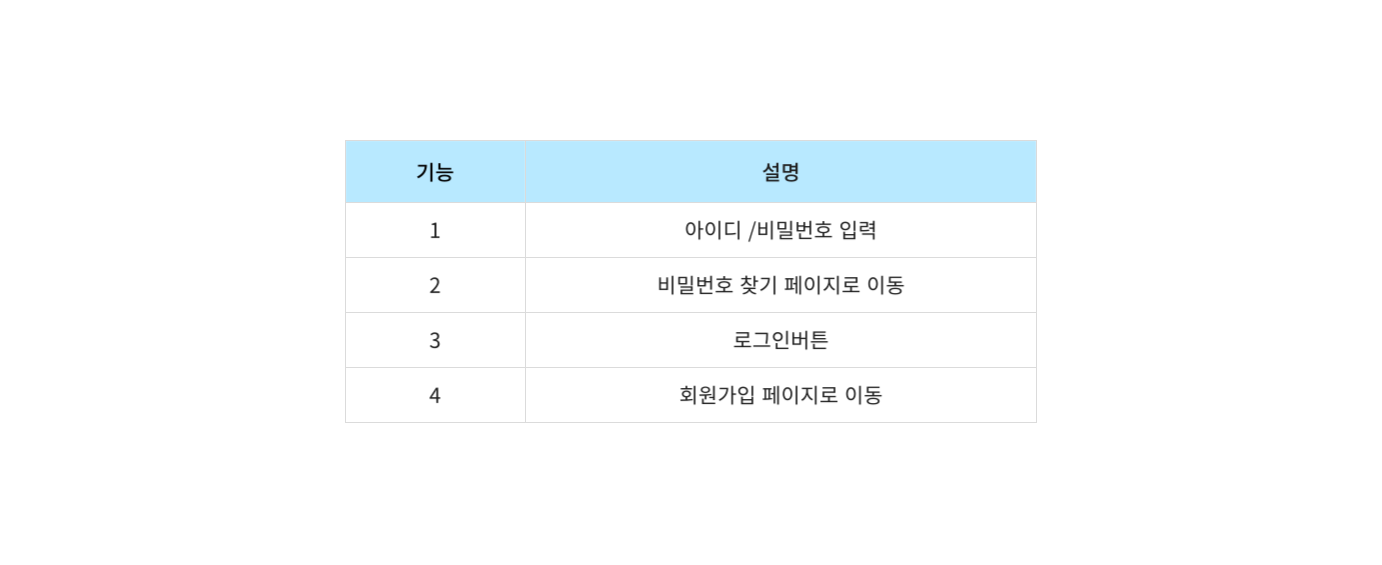 기능 설명
1 아이디 /비밀번호 입력
2 비밀번호 찾기 페이지로 이동
3 로그인버튼
4 회원가입 페이지로 이동